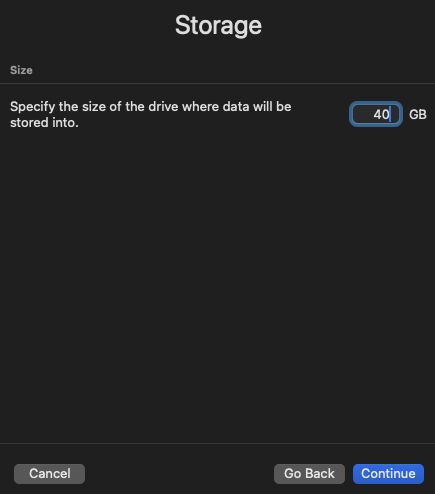 Storage
Size
Specify the size of the drive where data will be
stored into.
40 GB
Cancel
Go Back
Continue